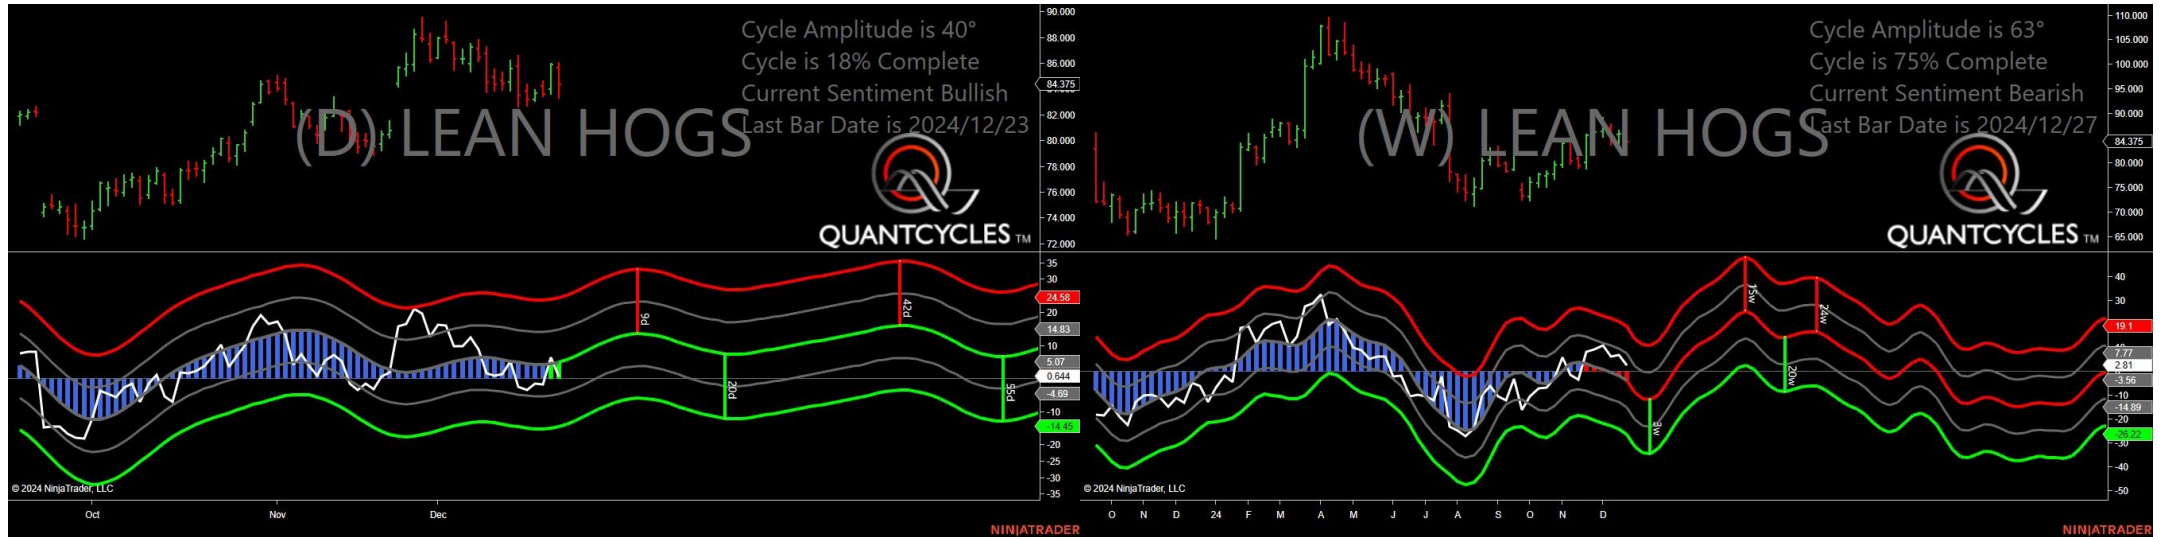 Cycle Amplitude is 40°
Cycle is 18% Complete
Current Sentiment Bullish
Last Bar Date is 2024/12/23
(D) LEAN HOGS
QUANTCYCLES TM
90.000
88.000
86.000
84.375
82.000
80.000
78.000
76.000
74.000
72.000
35
30
24.58
20
14.83
10
5.07
0.644
-4.69
-10
-14.45
-20
-25
-30
-35
9d
20d
42d
55d
© 2024 NinjaTrader, LLC
Oct
Nov
Dec
NINJATRADER
Cycle Amplitude is 63°
Cycle is 75% Complete
Current Sentiment Bearish
Last Bar Date is 2024/12/27
(W) LEAN HOGS
QUANTCYCLES TM
110.000
105.000
100.000
95.000
90.000
84.375
80.000
75.000
70.000
65.000
40
30
19.1
7.77
2.81
-3.56
-10
-14.89
-20
-26.22
-30
-40
-50
15w
20w
24w
© 2024 NinjaTrader, LLC
O N D 24 F M A M J J A S O N D
NINJATRADER